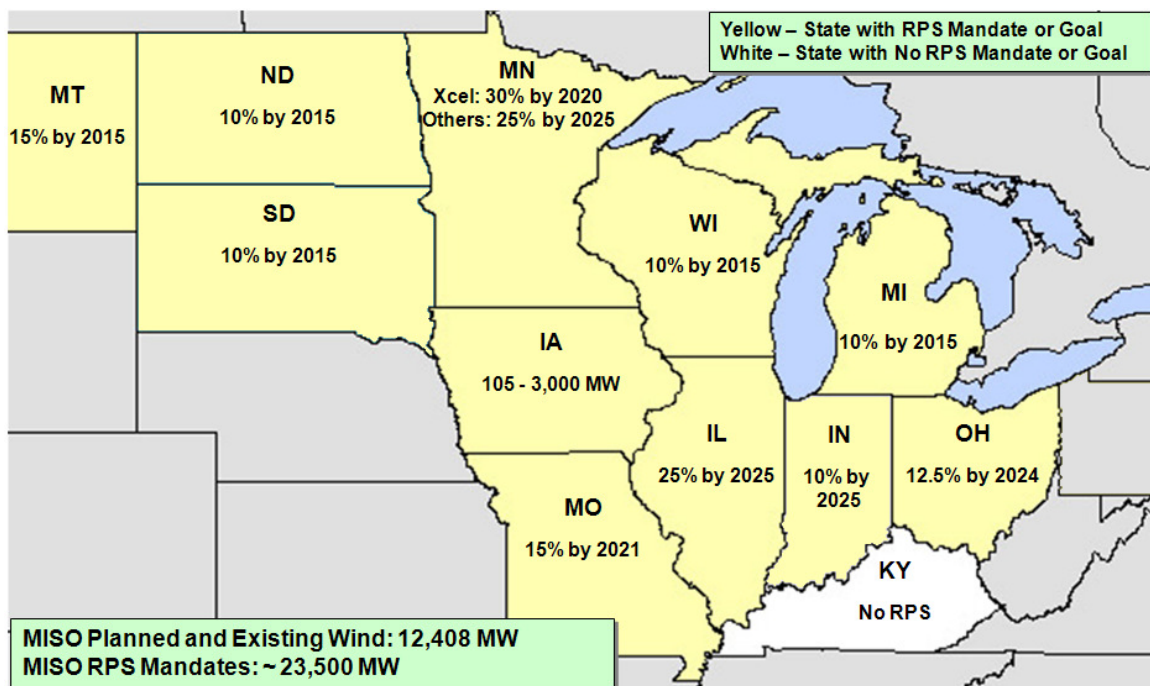 Yellow – State with RPS Mandate or Goal
White – State with No RPS Mandate or Goal
MT
15% by 2015
ND
10% by 2015
MN
Xcel: 30% by 2020
Others: 25% by 2025
SD
10% by 2015
WI
10% by 2015
MI
10% by 2015
IA
105 - 3,000 MW
IL
25% by 2025
IN
10% by
2025
OH
12.5% by 2024
MO
15% by 2021
KY
No RPS
MISO Planned and Existing Wind: 12,408 MW
MISO RPS Mandates: ~ 23,500 MW